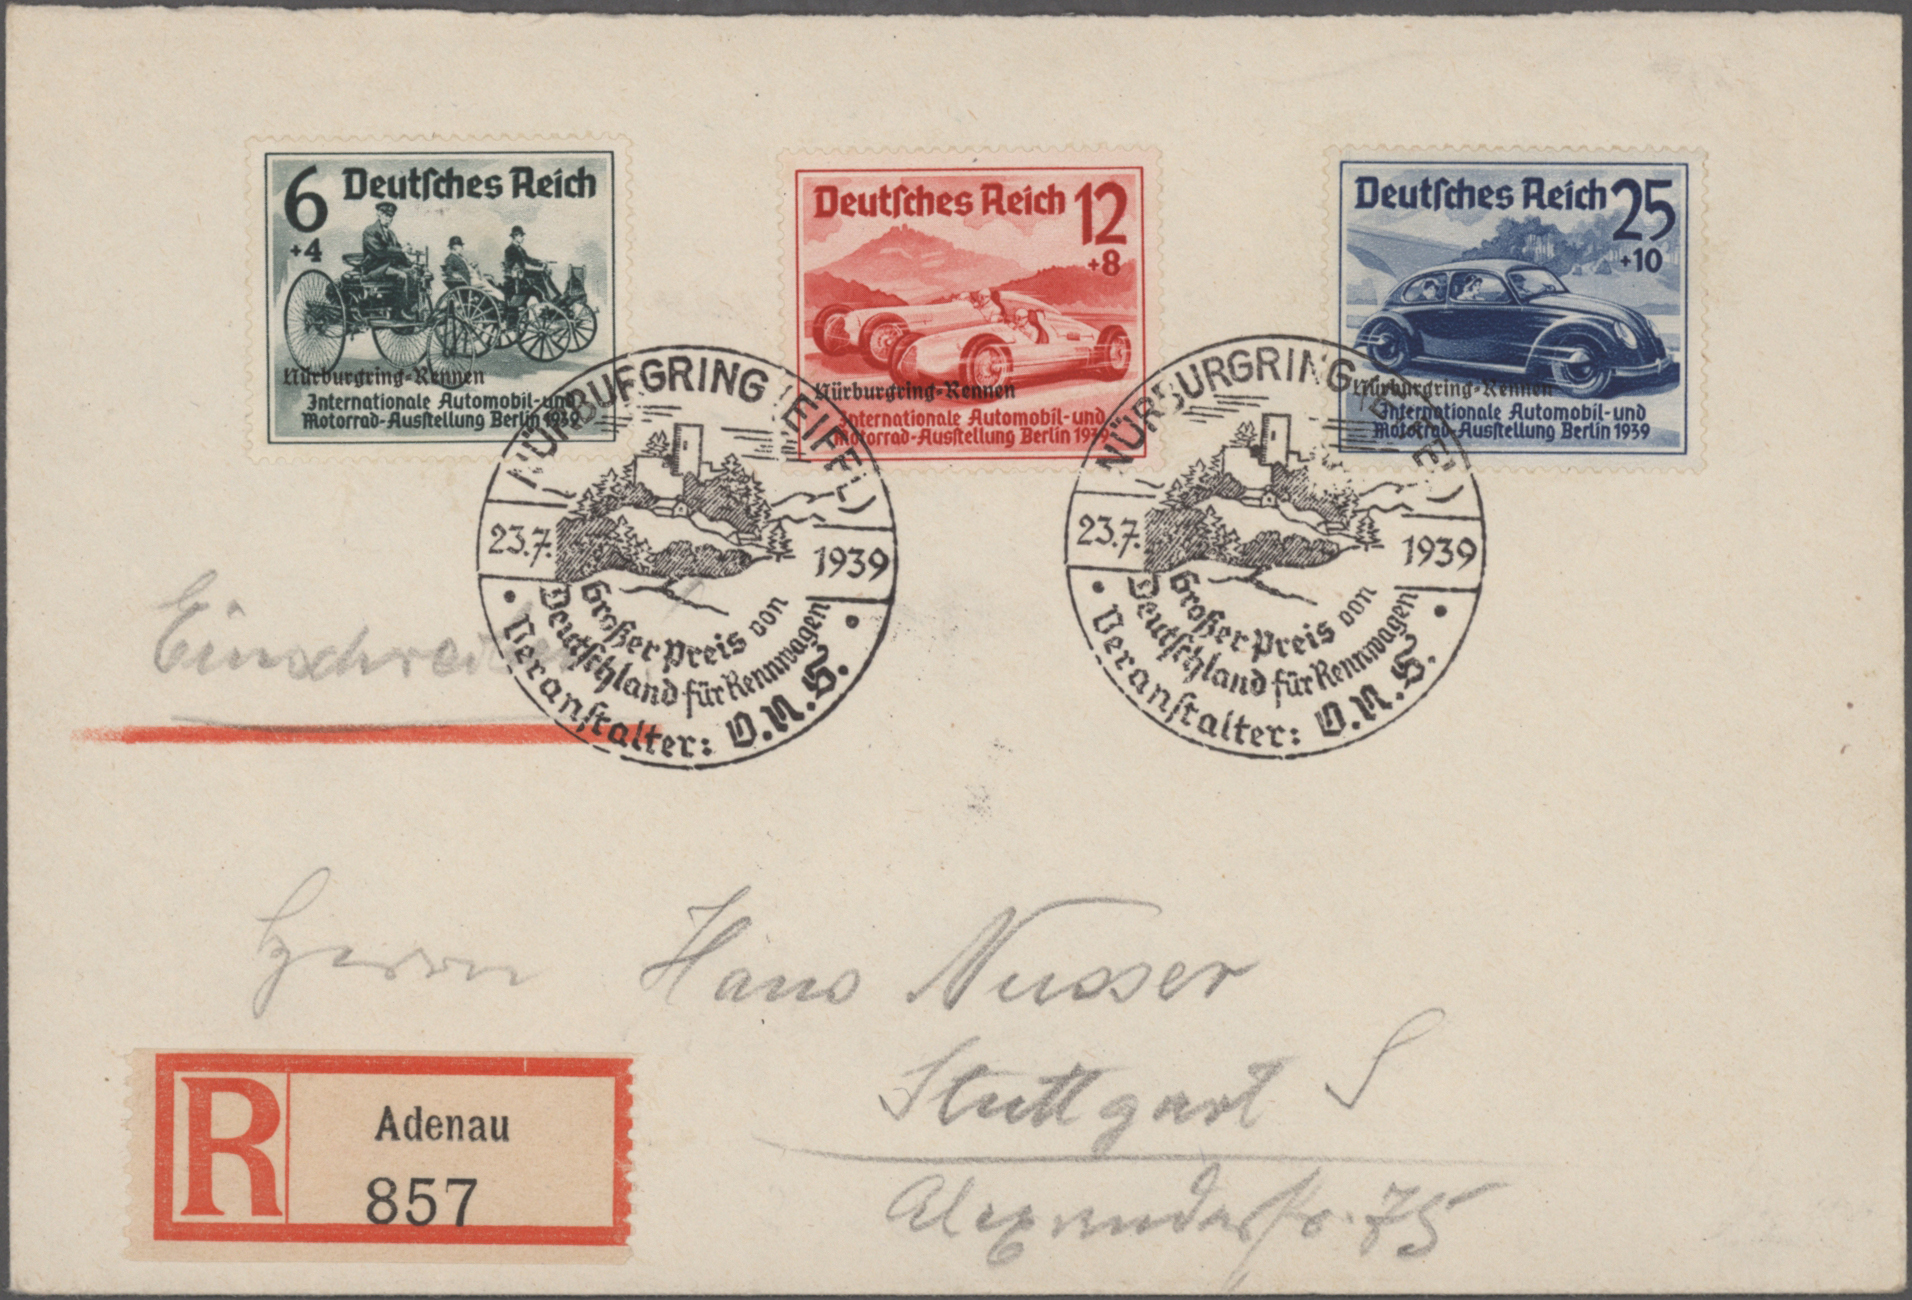 6 Deutsches Reich
+4
Nürburgring-Rennen
Internationale Automobil-und
Motorrad-Ausstellung Berlin 1939
Deutsches Reich 12
+8
Nürburgring-Rennen
Internationale Automobil-und
Motorrad-Ausstellung Berlin 1939
Deutsches Reich 25
+10
Nürburgring-Rennen
Internationale Automobil-und
Motorrad-Ausstellung Berlin 1939
NÜRBURGRING (EIFEL)
23.7. 1939
Großer Preis von
Deutschland für Rennwagen
Veranstalter: O.N.S.
NÜRBURGRING (EIFEL)
23.7. 1939
Großer Preis von
Deutschland für Rennwagen
Veranstalter: O.N.S.
Einschreiben
Herrn Hans Nusser
Stuttgart S
Alexanderstr. 75
R Adenau
857